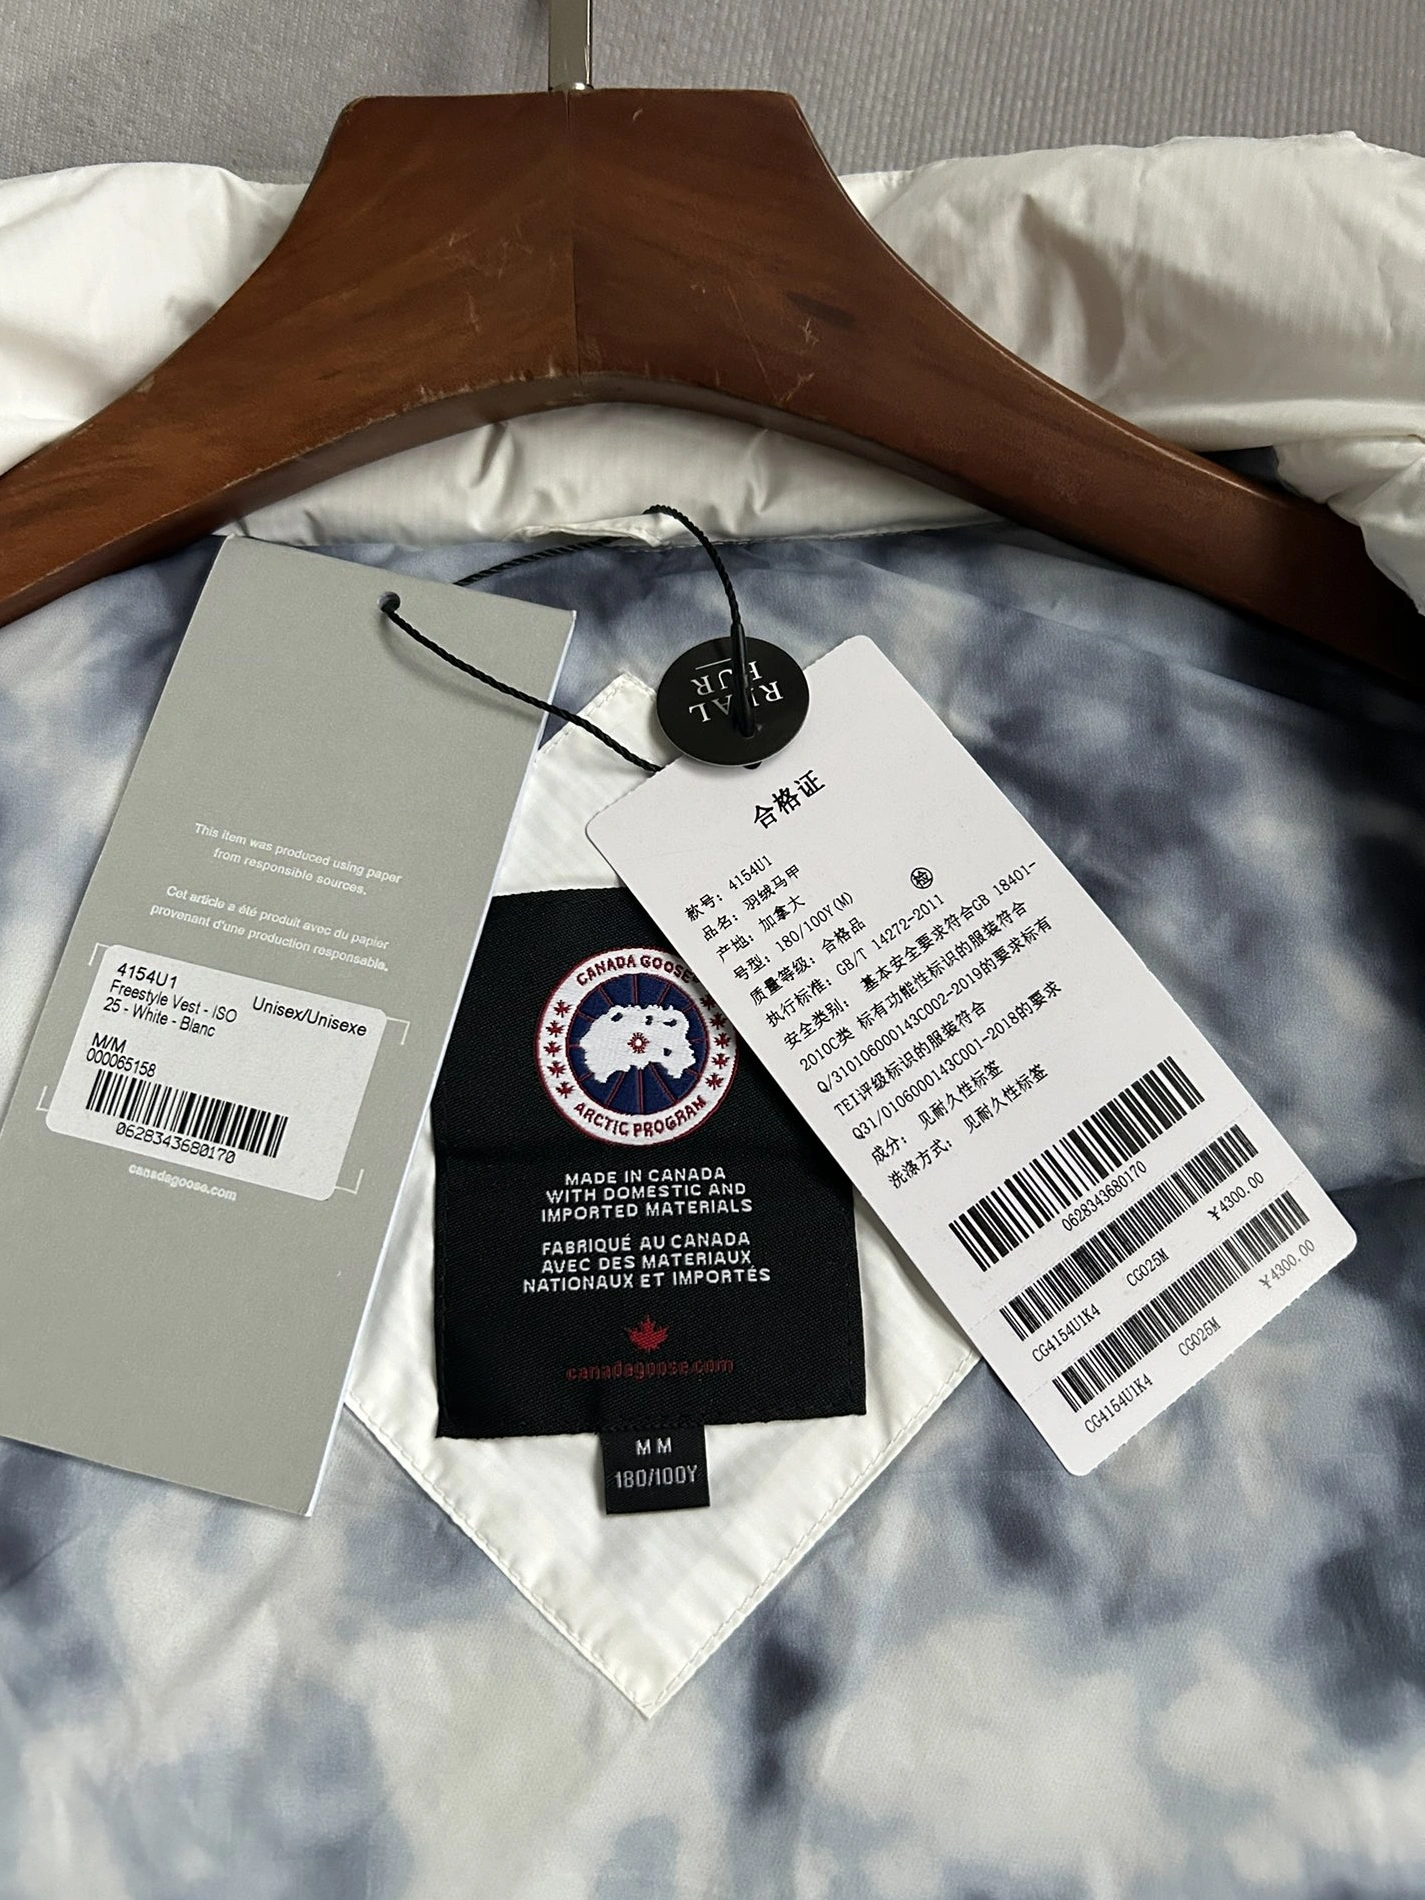 This item was produced using paper
from responsible sources.
Cet article a été produit avec du papier
provenant d'une production responsable.
4154U1
Freestyle Vest - ISO Unisex/Unisexe
25 - White - Blanc
M/M
000065158
0628343680170
canadagoose.com
REAL
FUR
CANADA GOOSE
ARCTIC PROGRAM
MADE IN CANADA
WITH DOMESTIC AND
IMPORTED MATERIALS
FABRIQUÉ AU CANADA
AVEC DES MATERIAUX
NATIONAUX ET IMPORTÉS
canadagoose.com
M M
180/100Y
合格证
款号: 4154U1
品名: 羽绒马甲
产地: 加拿大
号型: 180/100Y(M)
质量等级: 合格品 检
执行标准: GB/T 14272-2011
安全类别: 基本安全要求符合GB 18401-
2010C类 标有功能性标识的服装符合
Q/310106000143C002-2019的要求标有
TEI评级标识的服装符合
Q31/0106000143C001-2018的要求
成分: 见耐久性标签
洗涤方式: 见耐久性标签
0628343680170
CG4154U1K4 CG025M ¥4300.00
CG4154U1K4 CG025M ¥4300.00